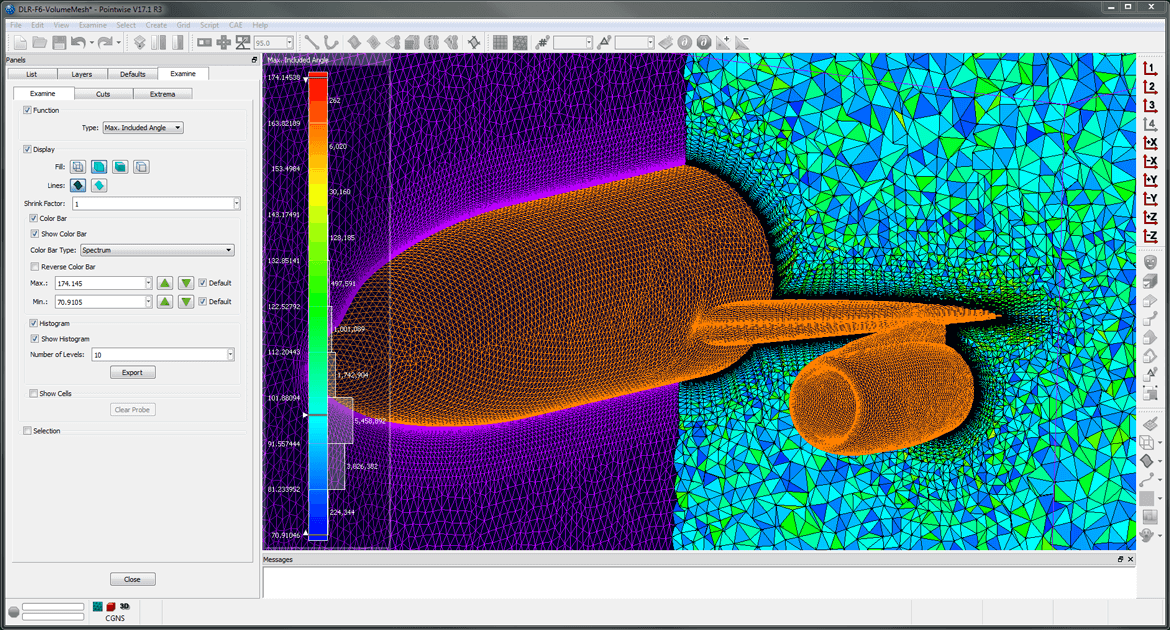 DLR-F6-VolumeMesh* - Pointwise V17.1 R3
File Edit View Examine Select Create Grid Script CAE Help
95.0
Panels
List Layers Defaults Examine
Examine Cuts Extrema
Function
Type: Max. Included Angle
Display
Fill:
Lines:
Shrink Factor: 1
Color Bar
Show Color Bar
Color Bar Type: Spectrum
Reverse Color Bar
Max.: 174.145 Default
Min.: 70.9105 Default
Histogram
Show Histogram
Number of Levels: 10
Export
Show Cells
Clear Probe
Selection
Close
CGNS
3D
Max. Included Angle
174.14538
262
163.82189
6,020
153.4984
30,160
143.17491
128,185
132.85141
497,591
122.52792
1,001,089
112.20443
1,742,904
101.88094
5,458,892
91.557444
3,826,382
81.233952
224,344
70.91046
Messages
1
2
3
4
+X
-X
+Y
-Y
+Z
-Z